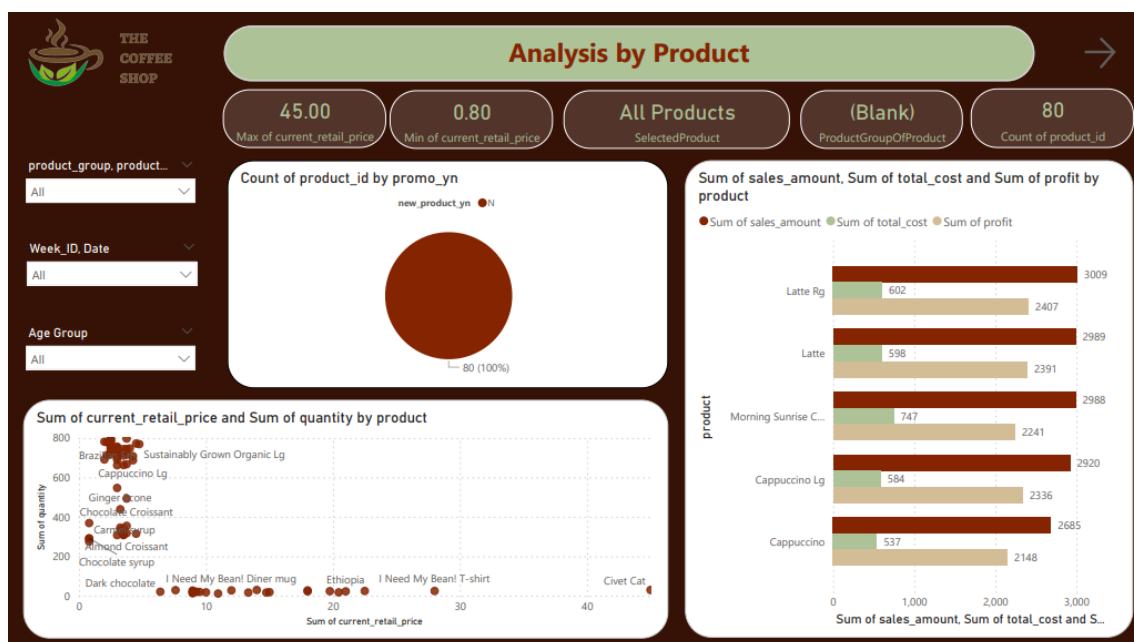 THE
COFFEE
SHOP
Analysis by Product
45.00
Max of current_retail_price
0.80
Min of current_retail_price
All Products
SelectedProduct
(Blank)
ProductGroupOfProduct
80
Count of product_id
product_group, product...
All
Week_ID, Date
All
Age Group
All
Count of product_id by promo_yn
new_product_yn N
80 (100%)
Sum of sales_amount, Sum of total_cost and Sum of profit by
product
Sum of sales_amount Sum of total_cost Sum of profit
product
Latte Rg
3009
602
2407
Latte
2989
598
2391
Morning Sunrise C...
2988
747
2241
Cappuccino Lg
2920
584
2336
Cappuccino
2685
537
2148
0 1,000 2,000 3,000
Sum of sales_amount, Sum of total_cost and S...
Sum of current_retail_price and Sum of quantity by product
Sum of quantity
800
600
400
200
0
Sustainably Grown Organic Lg
Cappuccino Lg
Ginger Scone
Chocolate Croissant
Carmel syrup
Almond Croissant
Chocolate syrup
Dark chocolate
I Need My Bean! Diner mug
Ethiopia
I Need My Bean! T-shirt
Civet Cat
0 10 20 30 40
Sum of current_retail_price